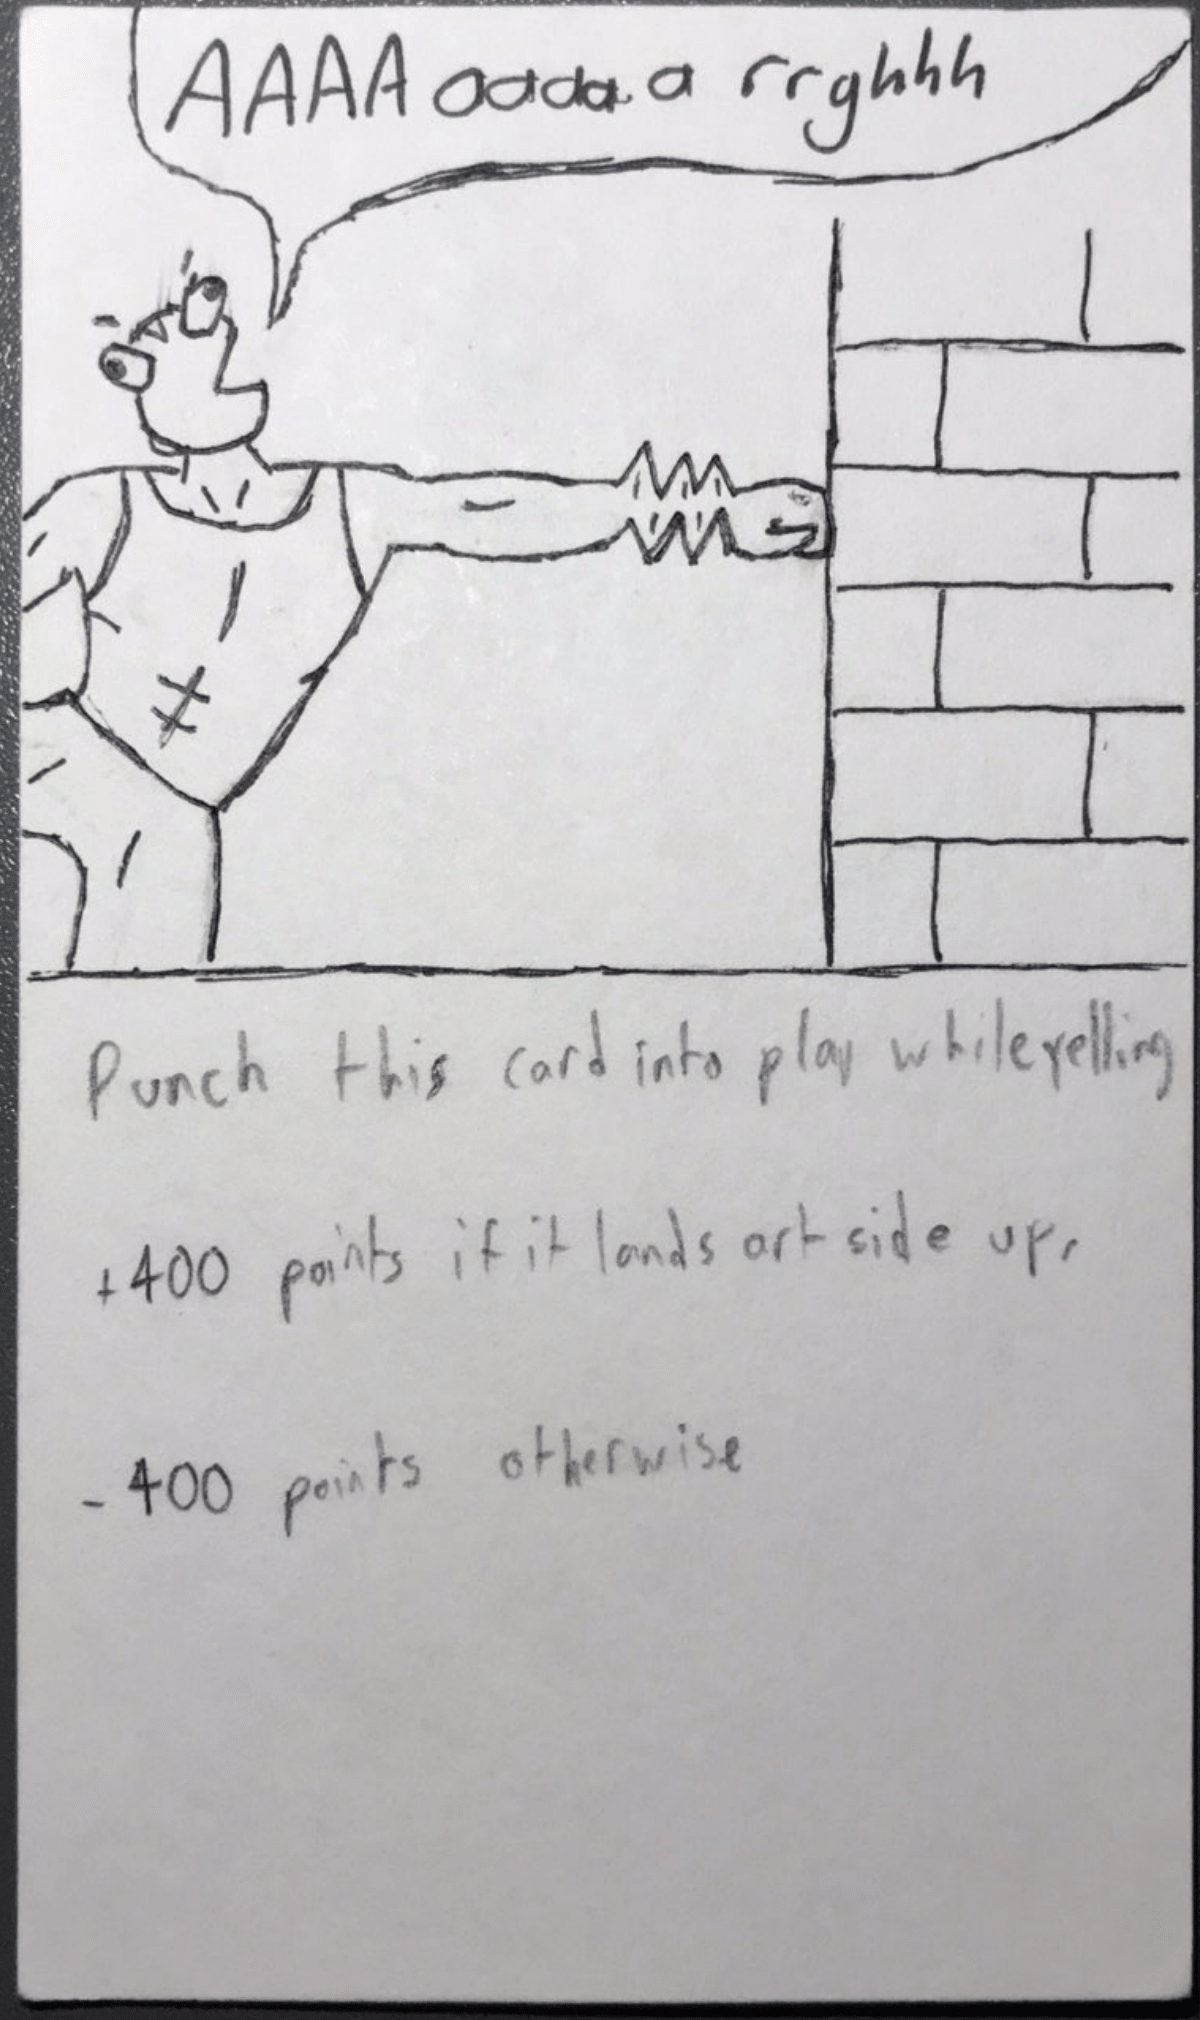 AAAA aaaa a rrghhh
Punch this card into play while yelling
+400 points if it lands art side up,
- 400 points otherwise